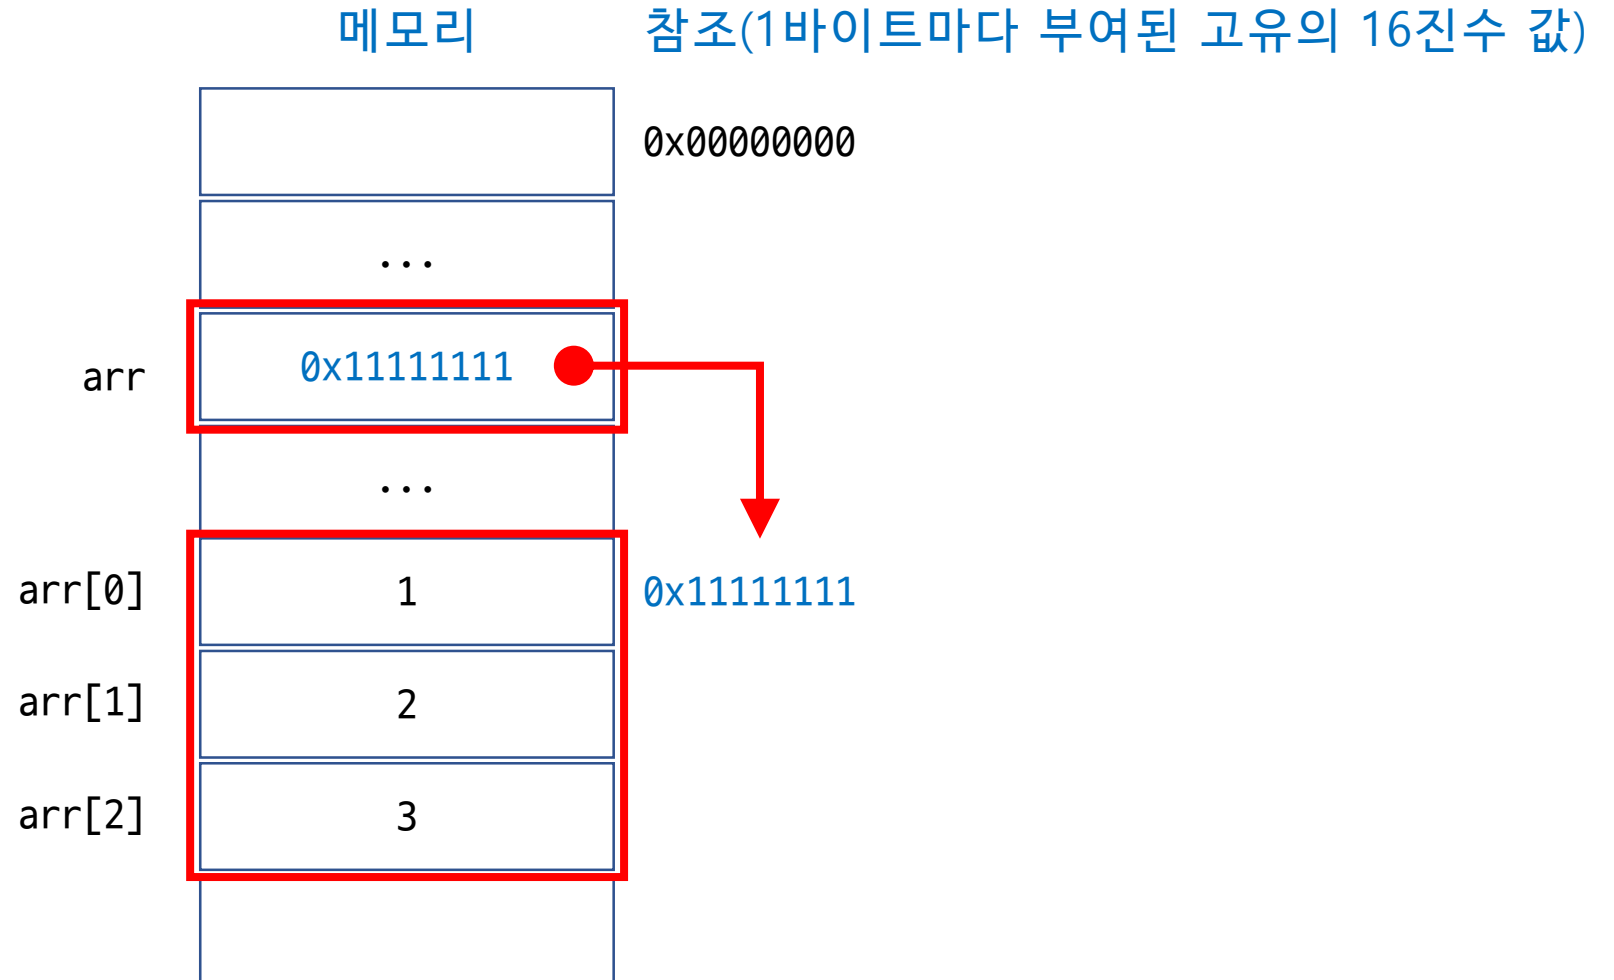 메모리 참조(1바이트마다 부여된 고유의 16진수 값)
0x00000000
...
arr 0x11111111
...
arr[0] 1 0x11111111
arr[1] 2
arr[2] 3